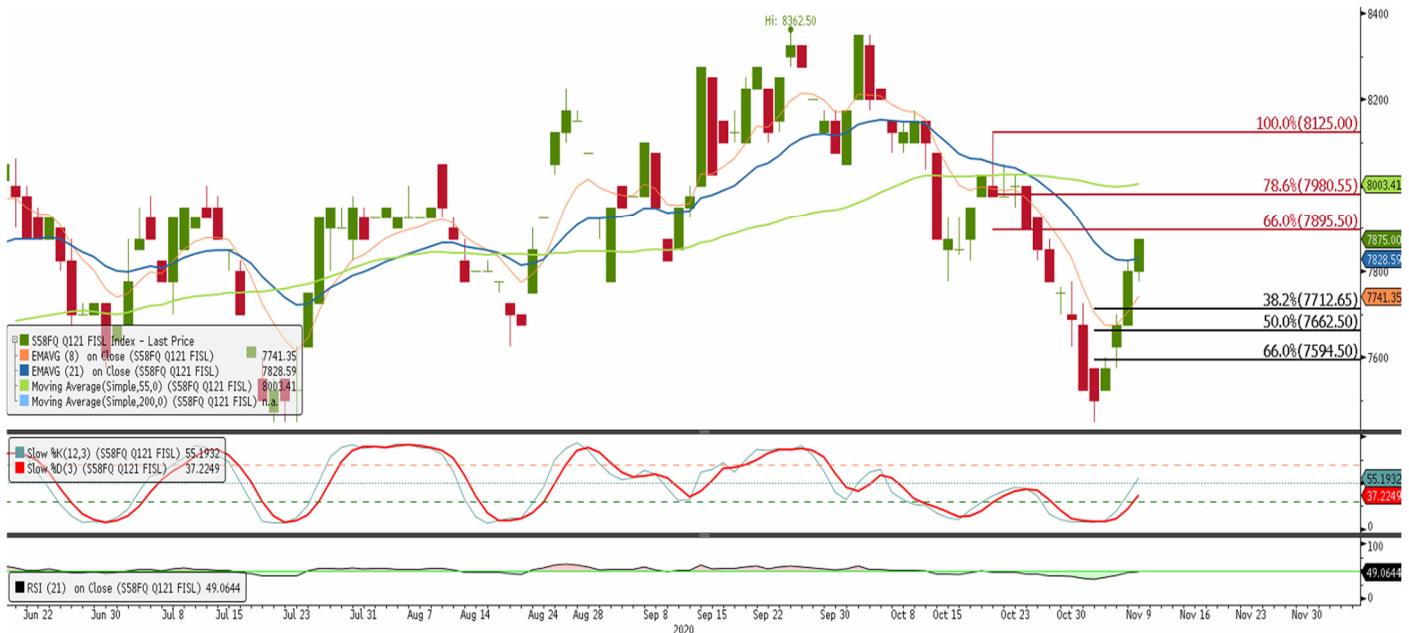 8400
Hi: 8362.50
8200
100.0%(8125.00)
8003.41
78.6%(7980.55)
66.0%(7895.50)
7875.00
7828.59
7800
7741.35
38.2%(7712.65)
50.0%(7662.50)
7600
66.0%(7594.50)
S58FQ Q121 FISL Index - Last Price
EMAVG (8) on Close (S58FQ Q121 FISL) 7741.35
EMAVG (21) on Close (S58FQ Q121 FISL) 7828.59
Moving Average(Simple,55,0) (S58FQ Q121 FISL) 8003.41
Moving Average(Simple,200,0) (S58FQ Q121 FISL) n.a.
Slow %K(12,3) (S58FQ Q121 FISL) 55.1932
Slow %D(3) (S58FQ Q121 FISL) 37.2249
55.1932
37.2249
0
100
RSI (21) on Close (S58FQ Q121 FISL) 49.0644
49.0644
0
Jun 22 Jun 30 Jul 8 Jul 15 Jul 23 Jul 31 Aug 7 Aug 14 Aug 24 Aug 28 Sep 8 Sep 15 Sep 22 Sep 30 Oct 8 Oct 15 Oct 23 Oct 30 Nov 9 Nov 16 Nov 23 Nov 30
2020